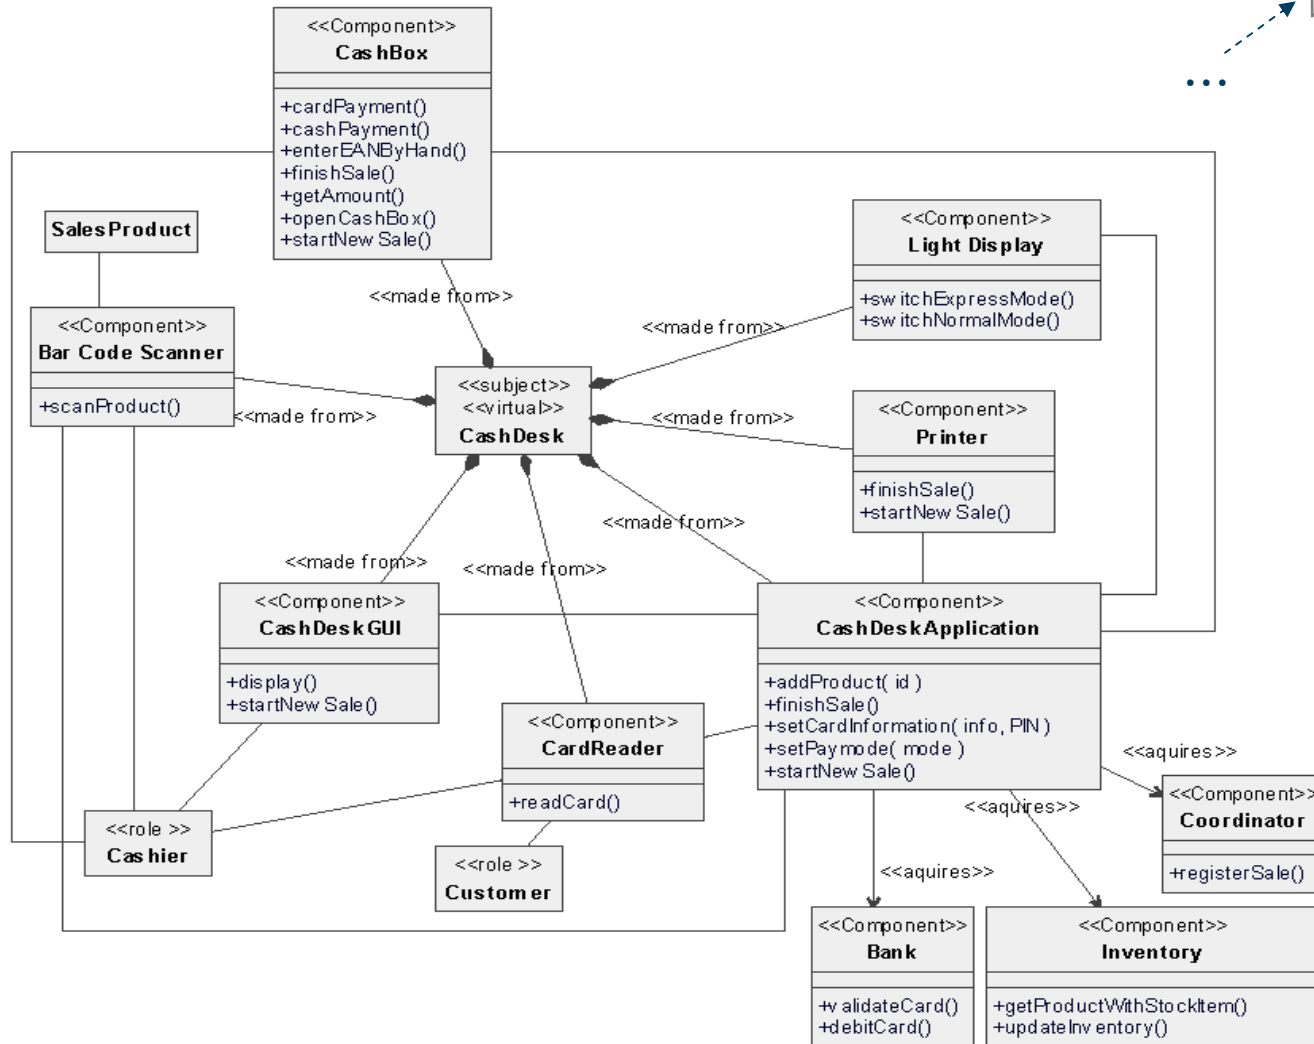 <<Component>>
CashBox
+cardPayment()
+cashPayment()
+enterEANByHand()
+finishSale()
+getAmount()
+openCashBox()
+startNewSale()
...
SalesProduct
<<Component>>
Light Display
+switchExpressMode()
+switchNormalMode()
<<made from>>
<<made from>>
<<Component>>
Bar Code Scanner
+scanProduct()
<<made from>>
<<subject>>
<<virtual>>
CashDesk
<<made from>>
<<Component>>
Printer
+finishSale()
+startNewSale()
<<made from>>
<<made from>>
<<made from>>
<<Component>>
CashDeskGUI
+display()
+startNewSale()
<<Component>>
CashDeskApplication
+addProduct( id )
+finishSale()
+setCardInformation( info, PIN )
+setPaymode( mode )
+startNewSale()
<<Component>>
CardReader
+readCard()
<<role >>
Cashier
<<role >>
Customer
<<aquires>>
<<aquires>>
<<aquires>>
<<Component>>
Coordinator
+registerSale()
<<Component>>
Bank
+validateCard()
+debitCard()
<<Component>>
Inventory
+getProductWithStockItem()
+updateInventory()